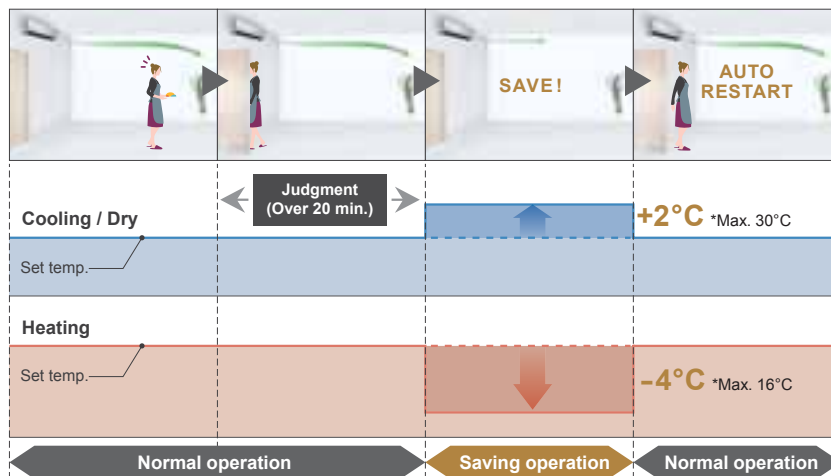 SAVE!
AUTO
RESTART
Judgment
(Over 20 min.)
Cooling / Dry
+2°C *Max. 30°C
Set temp.
Heating
Set temp.
−4°C *Max. 16°C
Normal operation
Saving operation
Normal operation